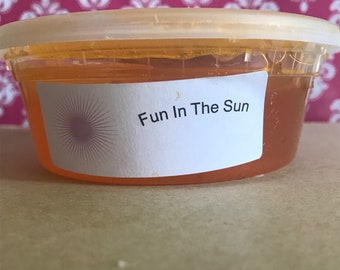 Fun In The Sun